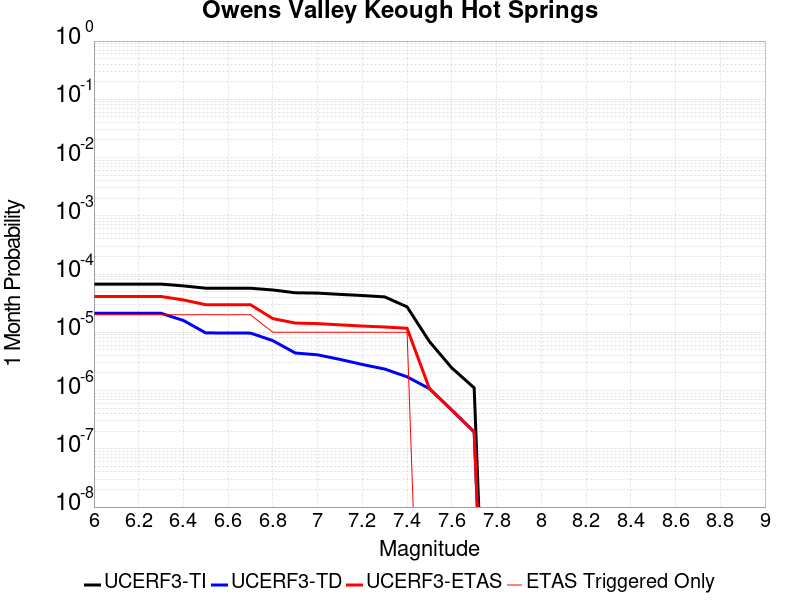 Owens Valley Keough Hot Springs
10^0
10^-1
10^-2
10^-3
10^-4
10^-5
10^-6
10^-7
10^-8
1 Month Probability
6 6.2 6.4 6.6 6.8 7 7.2 7.4 7.6 7.8 8 8.2 8.4 8.6 8.8 9
Magnitude
UCERF3-TI UCERF3-TD UCERF3-ETAS ETAS Triggered Only